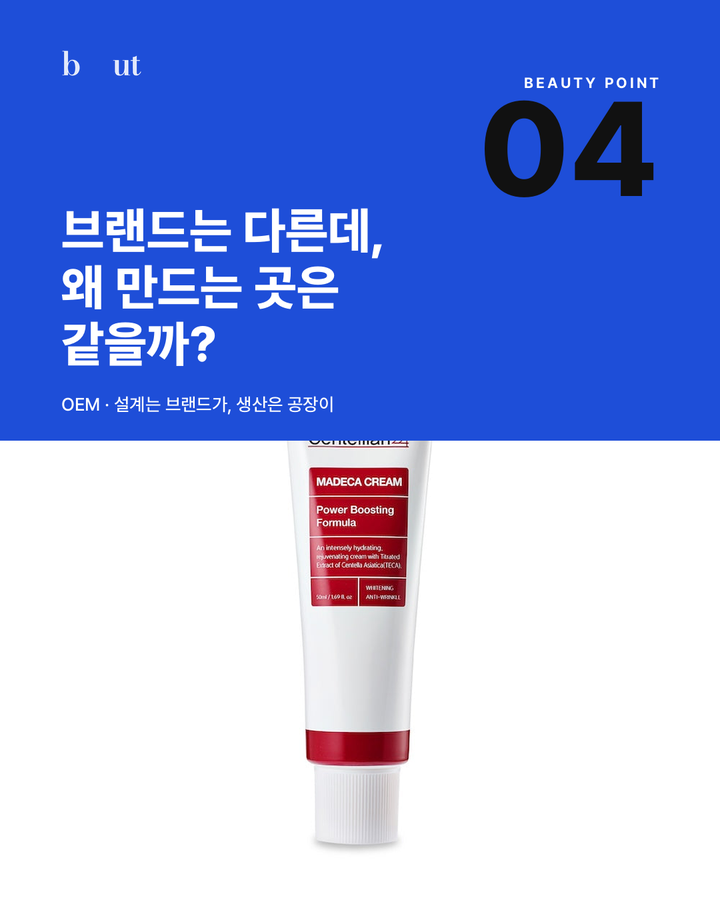 b ut
BEAUTY POINT
04
브랜드는 다른데,
왜 만드는 곳은
같을까?
OEM · 설계는 브랜드가, 생산은 공장이
Centellian24
MADECA CREAM
Power Boosting
Formula
An intensely hydrating,
rejuvenating cream with Titrated
Extract of Centella Asiatica(TECA).
50ml / 1.69 fl. oz
WHITENING
ANTI-WRINKLE